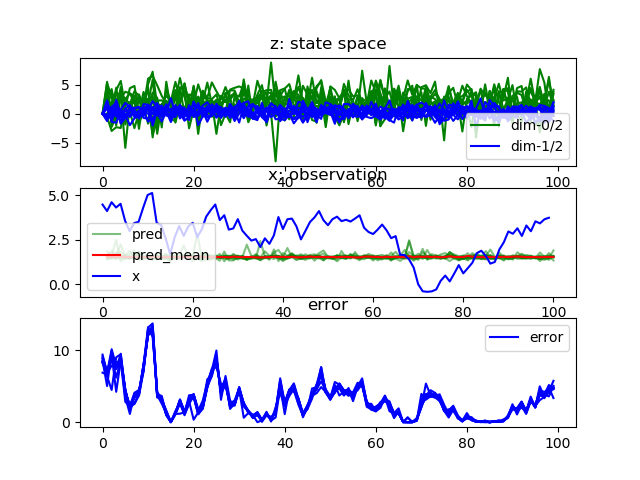 z: state space
5
0
−5
dim-0/2
dim-1/2
0 20 40 60 80 100
x: observation
5.0
2.5
0.0
pred
pred_mean
x
0 20 40 60 80 100
error
10
0
error
0 20 40 60 80 100